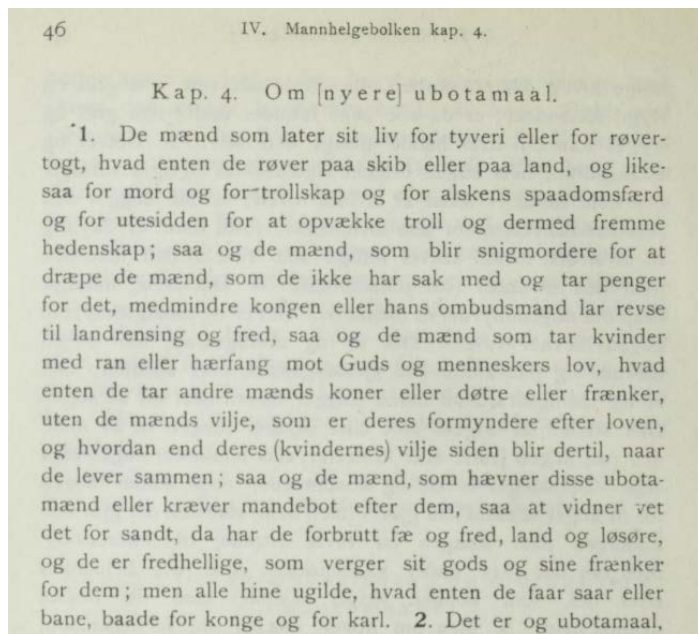 46
IV. Mannhelgebolken kap. 4.
Kap. 4. Om [nyere] ubotamaal.
1. De mænd som later sit liv for tyveri eller for røver-
togt, hvad enten de røver paa skib eller paa land, og like-
saa for mord og for trollskap og for alskens spaadomsfærd
og for utesidden for at opvække troll og dermed fremme
hedenskap; saa og de mænd, som blir snigmordere for at
dræpe de mænd, som de ikke har sak med og tar penger
for det, medmindre kongen eller hans ombudsmand lar revse
til landrensing og fred, saa og de mænd som tar kvinder
med ran eller hærfang mot Guds og menneskers lov, hvad
enten de tar andre mænds koner eller døtre eller frænker,
uten de mænds vilje, som er deres formyndere efter loven,
og hvordan end deres (kvindernes) vilje siden blir dertil, naar
de lever sammen; saa og de mænd, som hævner disse ubota-
mænd eller kræver mandebot efter dem, saa at vidner vet
det for sandt, da har de forbrutt fæ og fred, land og løsøre,
og de er fredhellige, som verger sit gods og sine frænker
for dem; men alle hine ugilde, hvad enten de faar saar eller
bane, baade for konge og for karl. 2. Det er og ubotamaal,